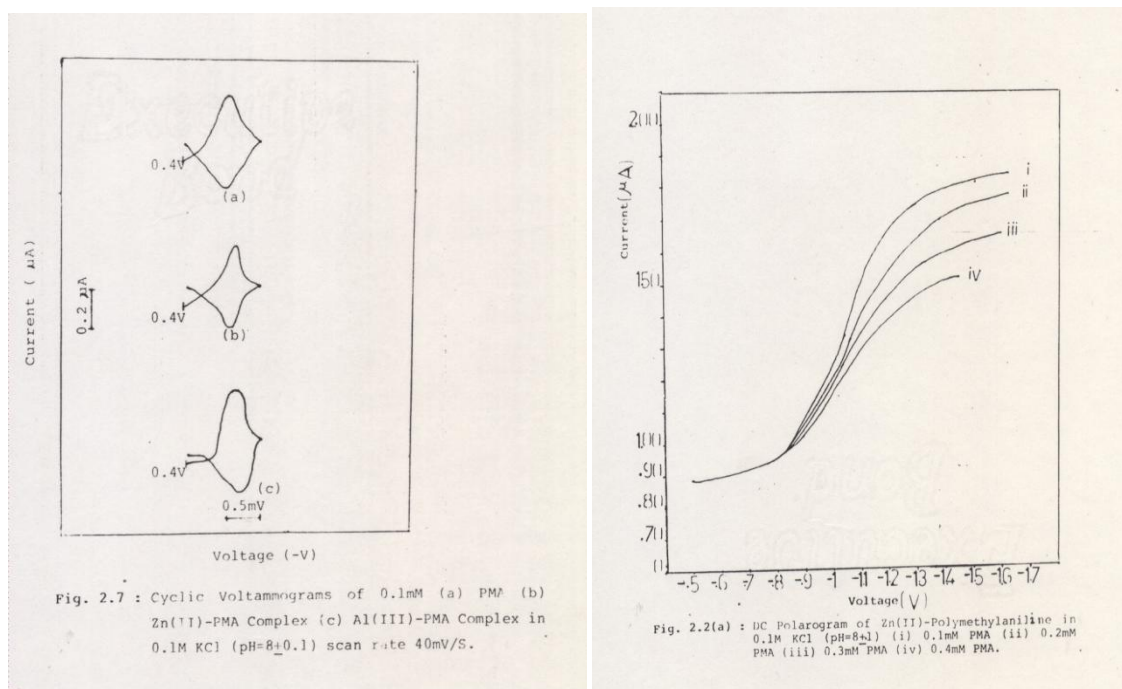 Current ( µA)
0.2 µA
0.4V
(a)
0.4V
(b)
0.4V
(c)
0.5mV
Voltage (-V)
Fig. 2.7 : Cyclic Voltammograms of 0.1mM (a) PMA (b)
Zn(II)-PMA Complex (c) Al(III)-PMA Complex in
0.1M KCl (pH=8±0.1) scan rate 40mV/S.
Current(µA)
2.00
1.50
1.00
.90
.80
.70
0
i
ii
iii
iv
-.5 -.6 -.7 -.8 -.9 -1 -1.1 -1.2 -1.3 -1.4 -1.5 -1.6 -1.7
Voltage(V)
Fig. 2.2(a) : DC Polarogram of Zn(II)-Polymethylaniline in
0.1M KCl (pH=8±.1) (i) 0.1mM PMA (ii) 0.2mM
PMA (iii) 0.3mM PMA (iv) 0.4mM PMA.